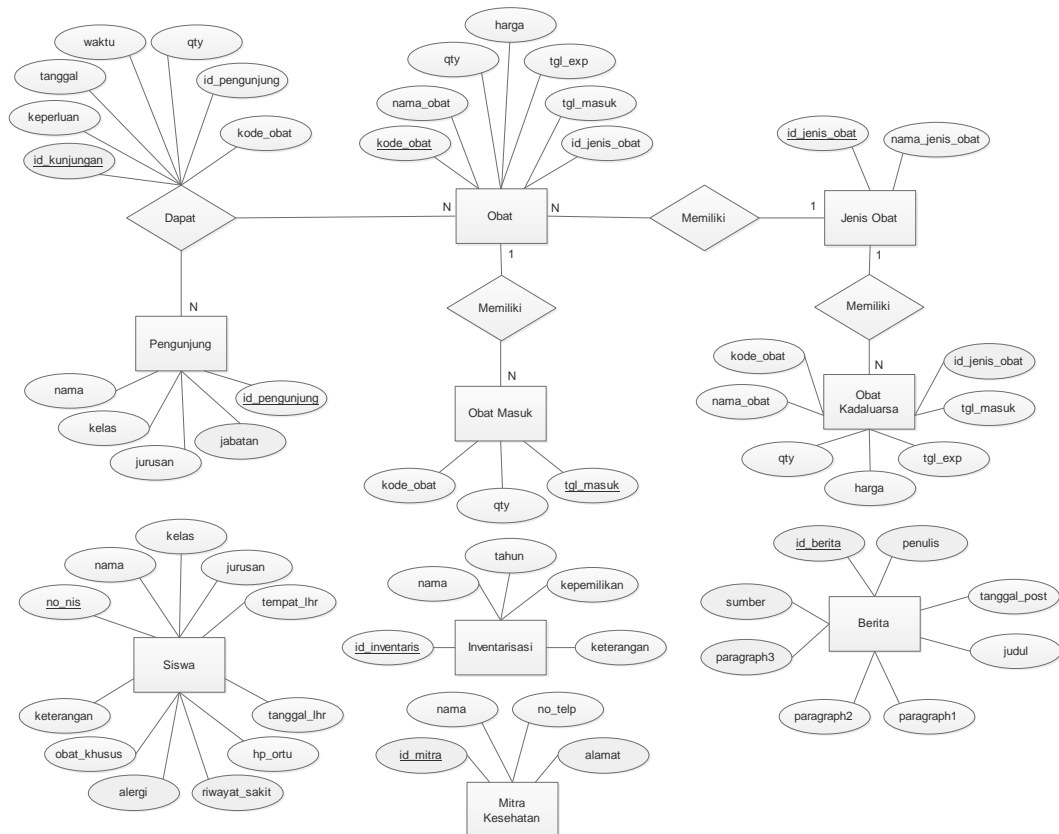 harga
waktu
qty
qty
tgl_exp
tanggal
id_pengunjung
nama_obat
tgl_masuk
keperluan
kode_obat
kode_obat
id_jenis_obat
id_jenis_obat
nama_jenis_obat
id_kunjungan
Dapat
N
Obat
N
Memiliki
1
Jenis Obat
1
1
N
Memiliki
Memiliki
Pengunjung
nama
id_pengunjung
kelas
jabatan
jurusan
N
Obat Masuk
kode_obat
tgl_masuk
qty
N
kode_obat
id_jenis_obat
Obat
Kadaluarsa
nama_obat
tgl_masuk
qty
tgl_exp
harga
kelas
nama
jurusan
no_nis
tempat_lhr
Siswa
keterangan
tanggal_lhr
obat_khusus
hp_ortu
alergi
riwayat_sakit
tahun
nama
kepemilikan
id_inventaris
Inventarisasi
keterangan
nama
no_telp
id_mitra
alamat
Mitra
Kesehatan
id_berita
penulis
sumber
tanggal_post
Berita
paragraph3
judul
paragraph2
paragraph1